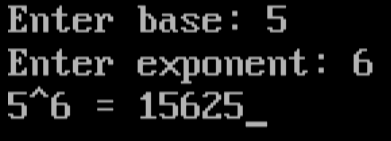 Enter base: 5
Enter exponent: 6
5^6 = 15625_